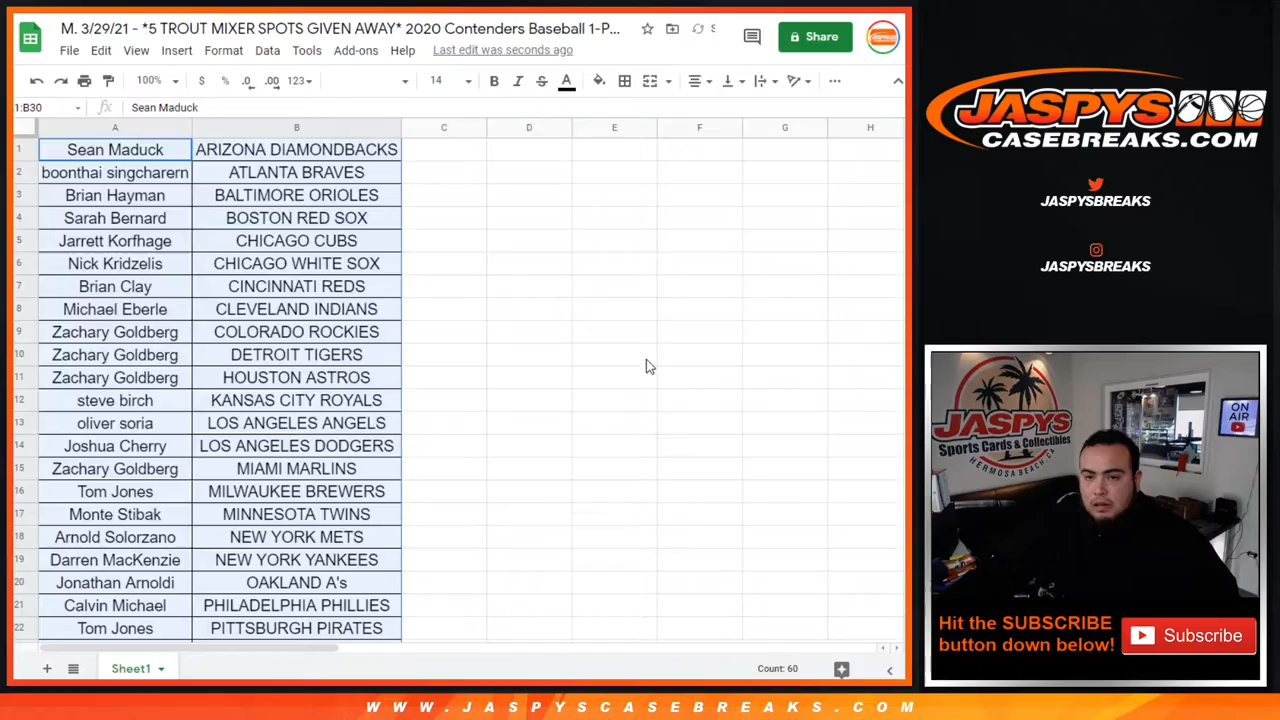 M. 3/29/21 - *5 TROUT MIXER SPOTS GIVEN AWAY* 2020 Contenders Baseball 1-P...
Share
File Edit View Insert Format Data Tools Add-ons Help Last edit was seconds ago
100% $ % .0 .00 123 14 B I S A
1:B30 fx Sean Maduck
A B C D E F G H
1 Sean Maduck ARIZONA DIAMONDBACKS
2 boonthai singcharern ATLANTA BRAVES
3 Brian Hayman BALTIMORE ORIOLES
4 Sarah Bernard BOSTON RED SOX
5 Jarrett Korfhage CHICAGO CUBS
6 Nick Kridzelis CHICAGO WHITE SOX
7 Brian Clay CINCINNATI REDS
8 Michael Eberle CLEVELAND INDIANS
9 Zachary Goldberg COLORADO ROCKIES
10 Zachary Goldberg DETROIT TIGERS
11 Zachary Goldberg HOUSTON ASTROS
12 steve birch KANSAS CITY ROYALS
13 oliver soria LOS ANGELES ANGELS
14 Joshua Cherry LOS ANGELES DODGERS
15 Zachary Goldberg MIAMI MARLINS
16 Tom Jones MILWAUKEE BREWERS
17 Monte Stibak MINNESOTA TWINS
18 Arnold Solorzano NEW YORK METS
19 Darren MacKenzie NEW YORK YANKEES
20 Jonathan Arnoldi OAKLAND A's
21 Calvin Michael PHILADELPHIA PHILLIES
22 Tom Jones PITTSBURGH PIRATES
Sheet1
Count: 60
JASPYS
CASEBREAKS.COM
JASPYSBREAKS
JASPYSBREAKS
JASPYS
Sports Cards & Collectibles
HERMOSA BEACH, CA
ON AIR
Hit the SUBSCRIBE
button down below!
Subscribe
WWW.JASPYSCASEBREAKS.COM